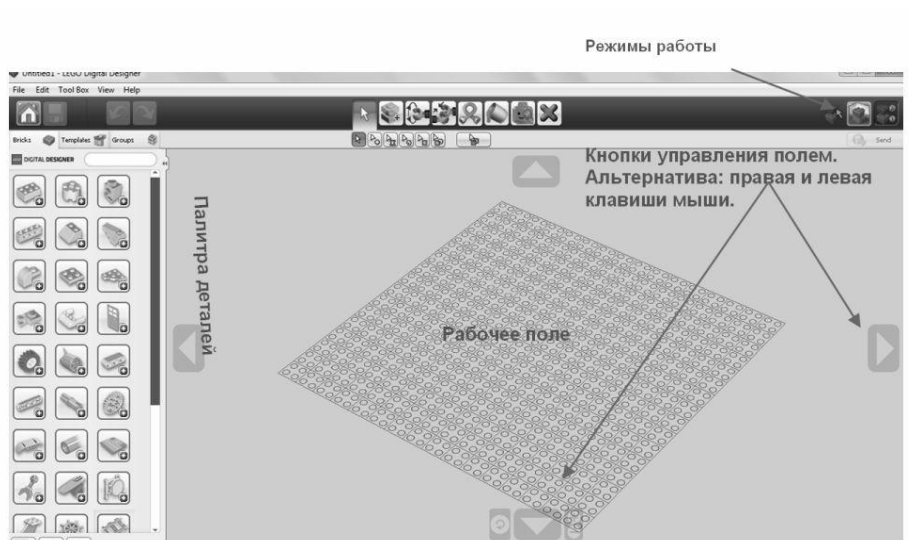 Режимы работы
Untitled1 - LEGO Digital Designer
File Edit Tool Box View Help
Bricks Templates Groups
Send
DIGITAL DESIGNER
Кнопки управления полем.
Альтернатива: правая и левая
клавиши мыши.
Палитра деталей
Рабочее поле